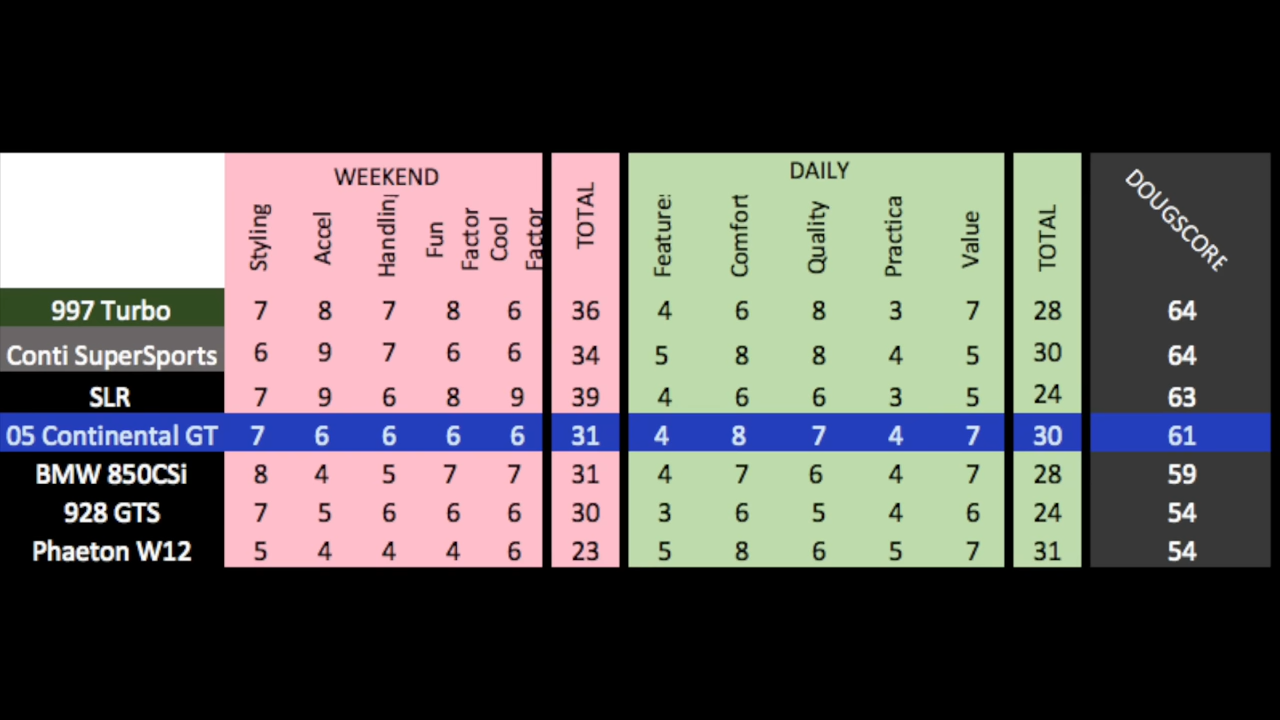 WEEKEND DAILY
Styling Accel Handlin Fun Factor Cool Factor TOTAL Feature Comfort Quality Practica Value TOTAL DOUGSCORE
997 Turbo 7 8 7 8 6 36 4 6 8 3 7 28 64
Conti SuperSports 6 9 7 6 6 34 5 8 8 4 5 30 64
SLR 7 9 6 8 9 39 4 6 6 3 5 24 63
05 Continental GT 7 6 6 6 6 31 4 8 7 4 7 30 61
BMW 850CSi 8 4 5 7 7 31 4 7 6 4 7 28 59
928 GTS 7 5 6 6 6 30 3 6 5 4 6 24 54
Phaeton W12 5 4 4 4 6 23 5 8 6 5 7 31 54